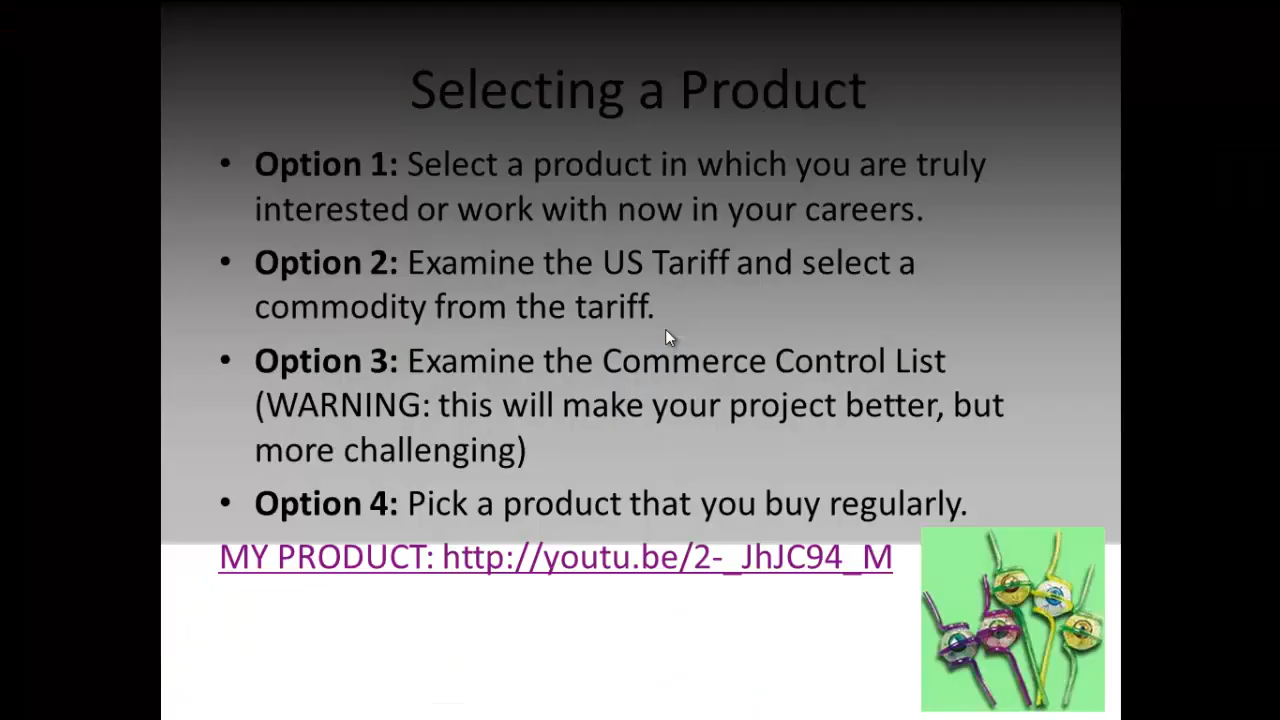 Selecting a Product
• Option 1: Select a product in which you are truly
interested or work with now in your careers.
• Option 2: Examine the US Tariff and select a
commodity from the tariff.
• Option 3: Examine the Commerce Control List
(WARNING: this will make your project better, but
more challenging)
• Option 4: Pick a product that you buy regularly.
MY PRODUCT: http://youtu.be/2-_JhJC94_M